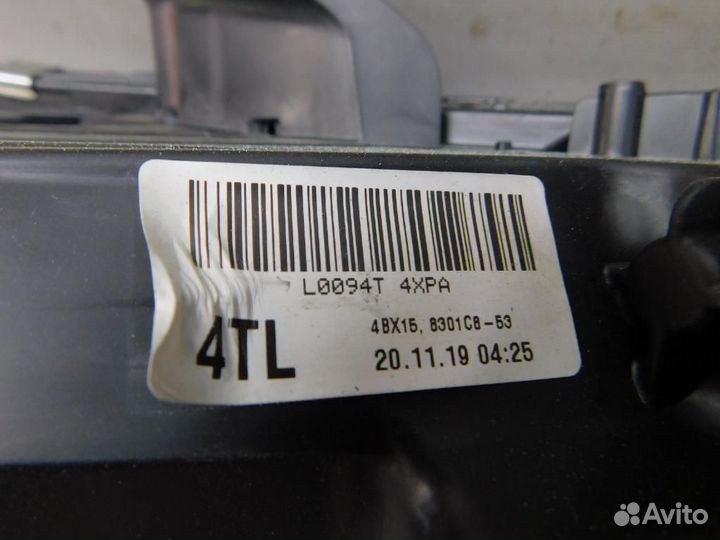 L0094T 4XPA
4TL
4BX15, 8301C8-53
20.11.19 04:25
Avito